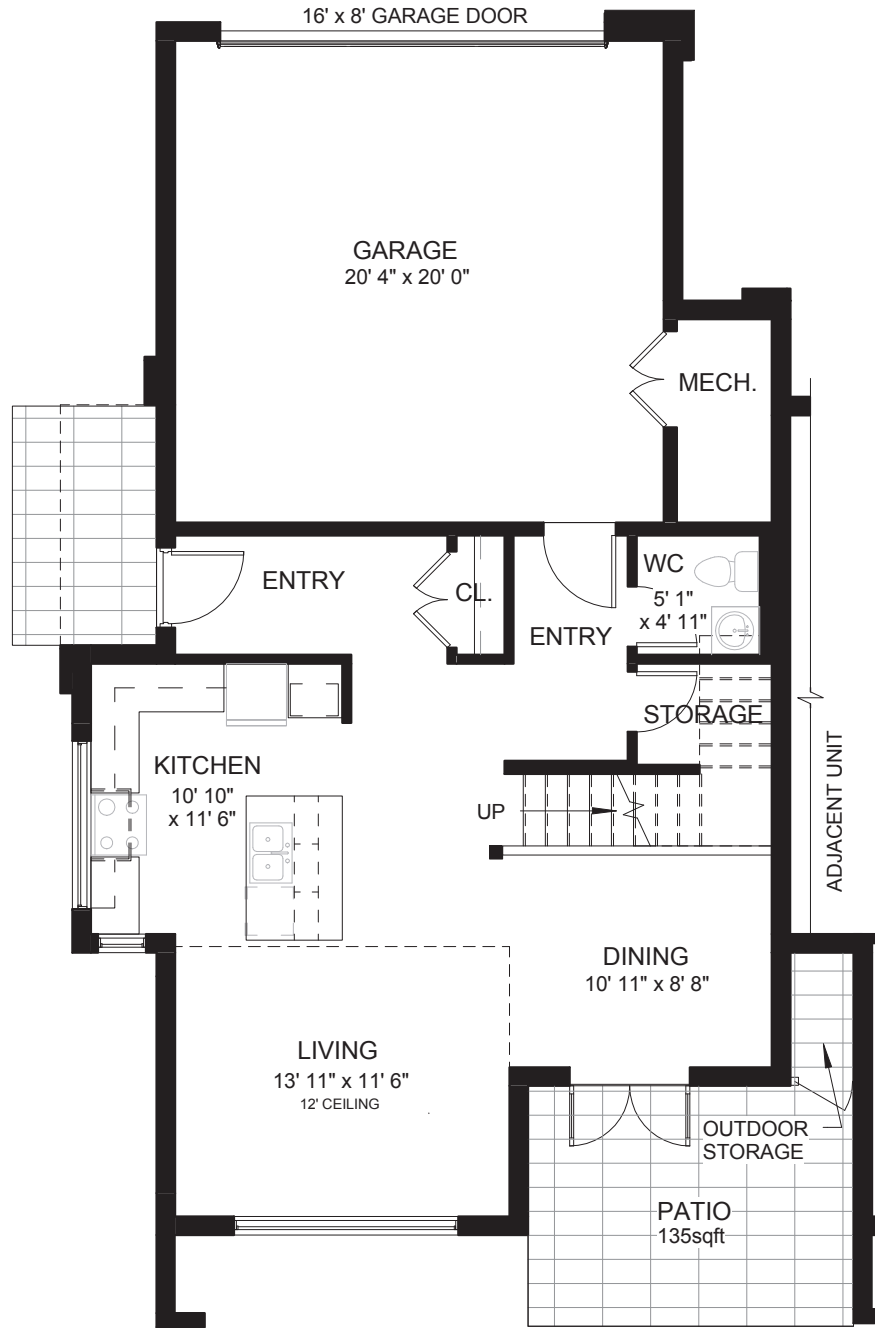 16' x 8' GARAGE DOOR
GARAGE
20' 4" x 20' 0"
MECH.
ENTRY
CL.
ENTRY
WC
5' 1"
x 4' 11"
STORAGE
KITCHEN
10' 10"
x 11' 6"
UP
ADJACENT UNIT
DINING
10' 11" x 8' 8"
LIVING
13' 11" x 11' 6"
12' CEILING
OUTDOOR
STORAGE
PATIO
135sqft